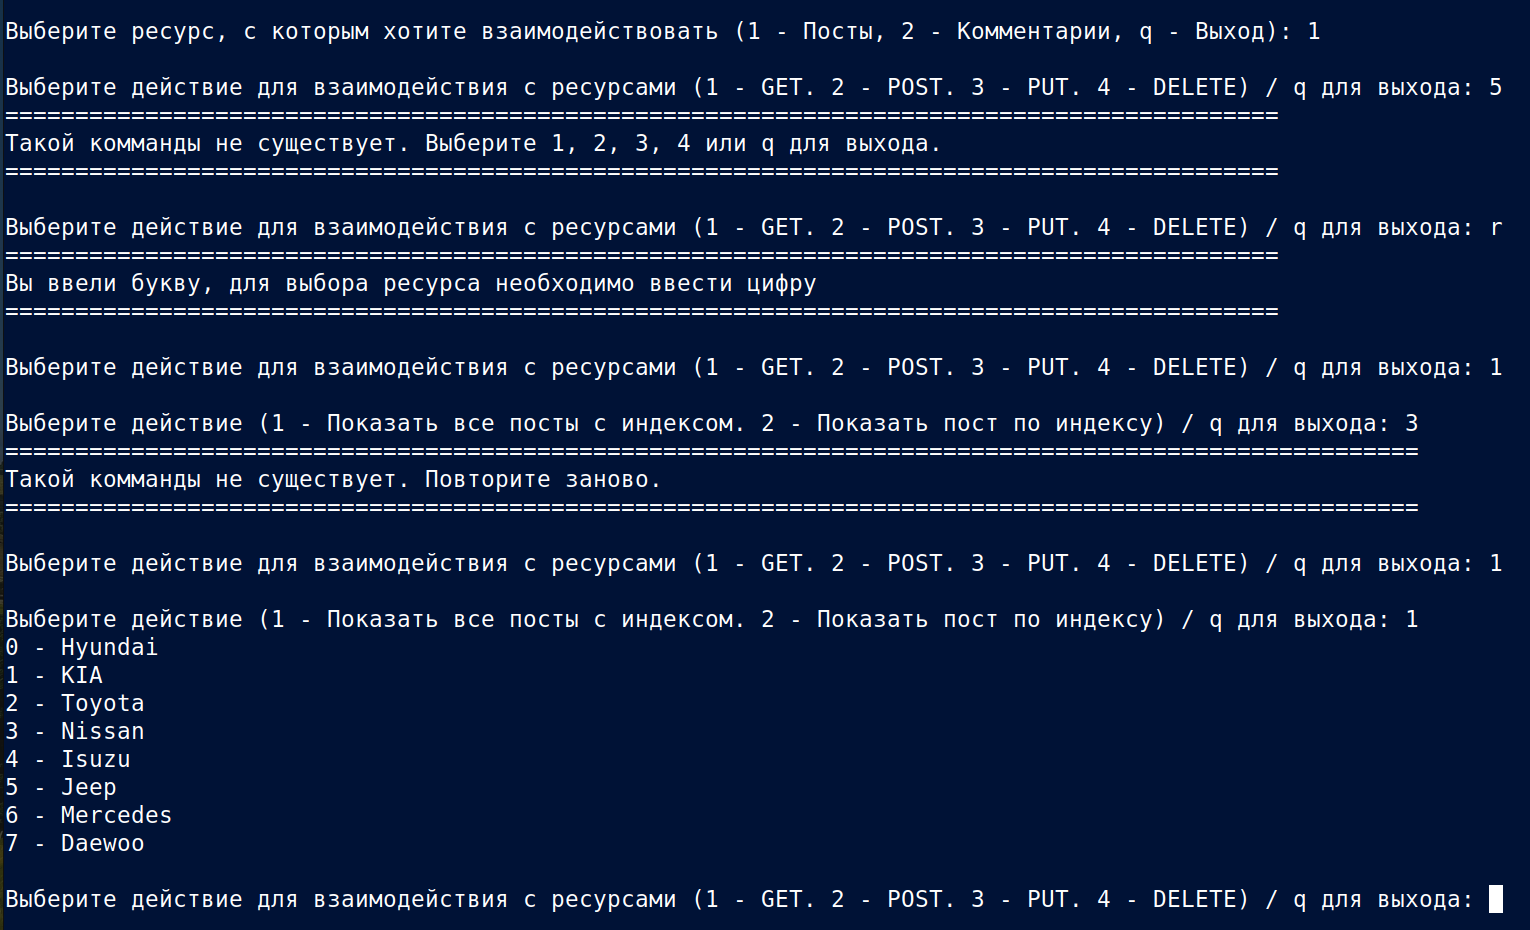 Выберите ресурс, с которым хотите взаимодействовать (1 - Посты, 2 - Комментарии, q - Выход): 1
Выберите действие для взаимодействия с ресурсами (1 - GET. 2 - POST. 3 - PUT. 4 - DELETE) / q для выхода: 5
===========================================================================================
Такой комманды не существует. Выберите 1, 2, 3, 4 или q для выхода.
===========================================================================================
Выберите действие для взаимодействия с ресурсами (1 - GET. 2 - POST. 3 - PUT. 4 - DELETE) / q для выхода: r
===========================================================================================
Вы ввели букву, для выбора ресурса необходимо ввести цифру
===========================================================================================
Выберите действие для взаимодействия с ресурсами (1 - GET. 2 - POST. 3 - PUT. 4 - DELETE) / q для выхода: 1
Выберите действие (1 - Показать все посты с индексом. 2 - Показать пост по индексу) / q для выхода: 3
=====================================================================================================
Такой комманды не существует. Повторите заново.
=====================================================================================================
Выберите действие для взаимодействия с ресурсами (1 - GET. 2 - POST. 3 - PUT. 4 - DELETE) / q для выхода: 1
Выберите действие (1 - Показать все посты с индексом. 2 - Показать пост по индексу) / q для выхода: 1
0 - Hyundai
1 - KIA
2 - Toyota
3 - Nissan
4 - Isuzu
5 - Jeep
6 - Mercedes
7 - Daewoo
Выберите действие для взаимодействия с ресурсами (1 - GET. 2 - POST. 3 - PUT. 4 - DELETE) / q для выхода: